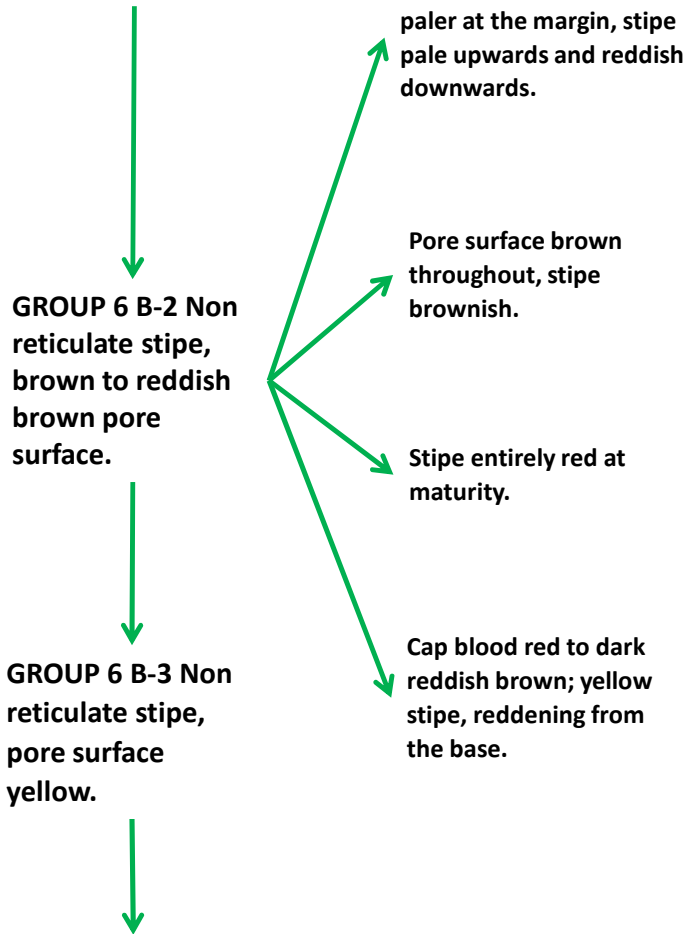 paler at the margin, stipe
pale upwards and reddish
downwards.
Pore surface brown
throughout, stipe
brownish.
GROUP 6 B-2 Non
reticulate stipe,
brown to reddish
brown pore
surface.
Stipe entirely red at
maturity.
Cap blood red to dark
reddish brown; yellow
stipe, reddening from
the base.
GROUP 6 B-3 Non
reticulate stipe,
pore surface
yellow.